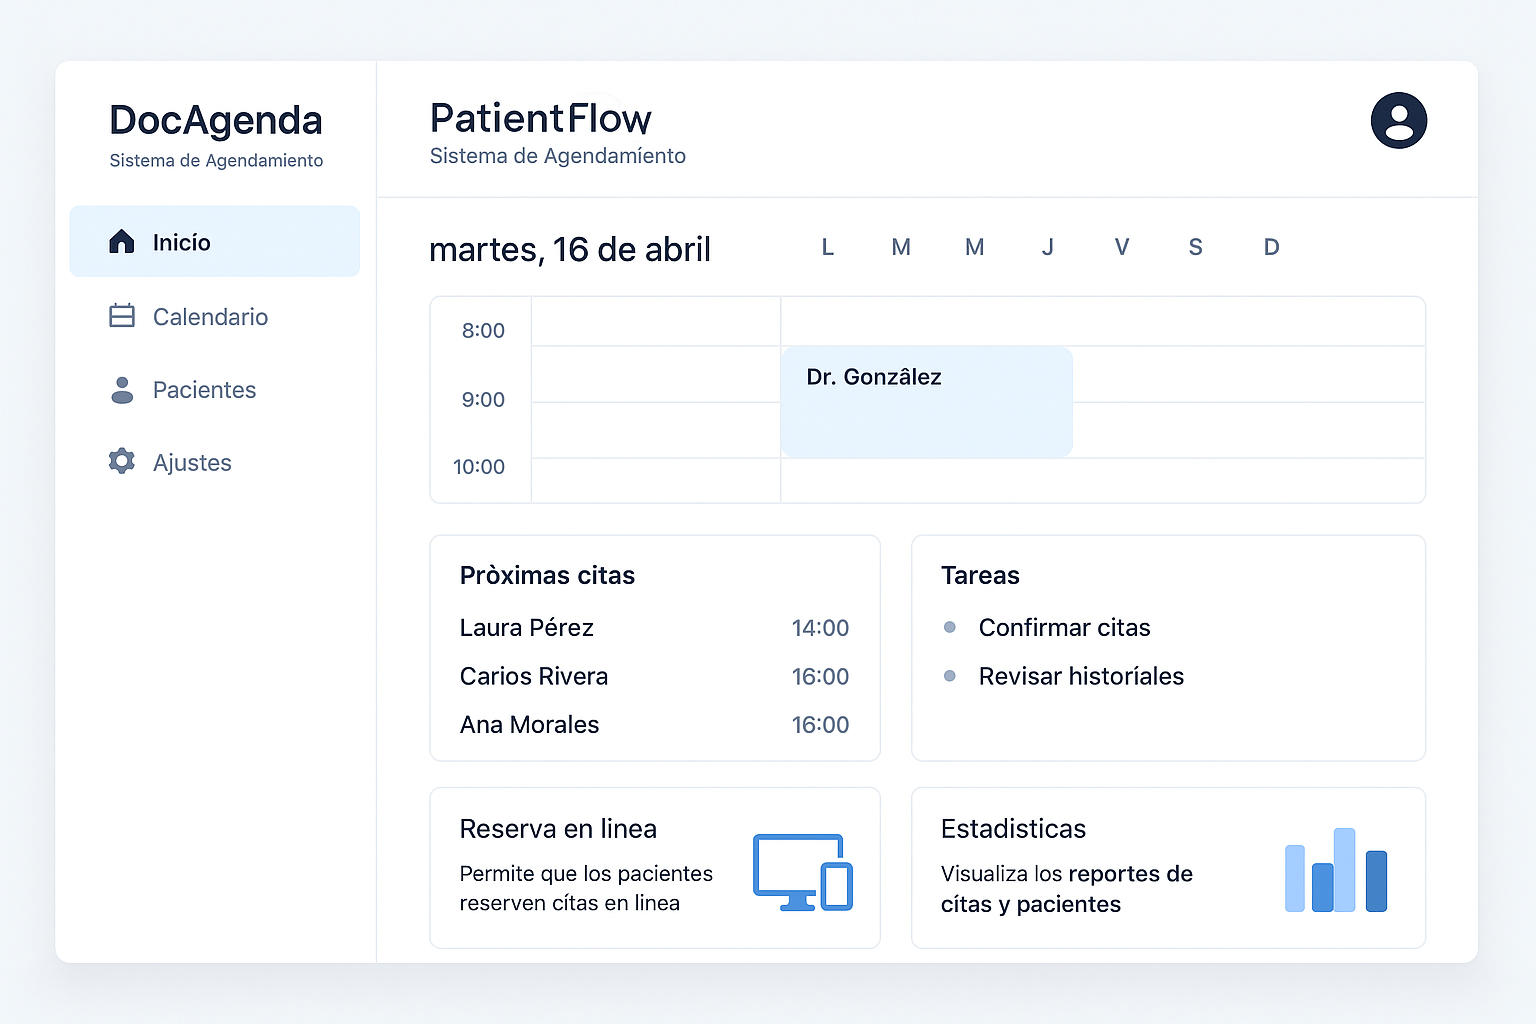 DocAgenda
Sistema de Agendamiento
Inicío
Calendario
Pacientes
Ajustes
PatientFlow
Sistema de Agendamíento
martes, 16 de abril
L M M J V S D
8:00
Dr. Gonzâlez
9:00
10:00
Pròximas citas
Laura Pérez 14:00
Carios Rivera 16:00
Ana Morales 16:00
Tareas
Confirmar citas
Revisar historíales
Reserva en linea
Permite que los pacientes
reserven cítas en linea
Estadisticas
Visualiza los reportes de
cítas y pacientes